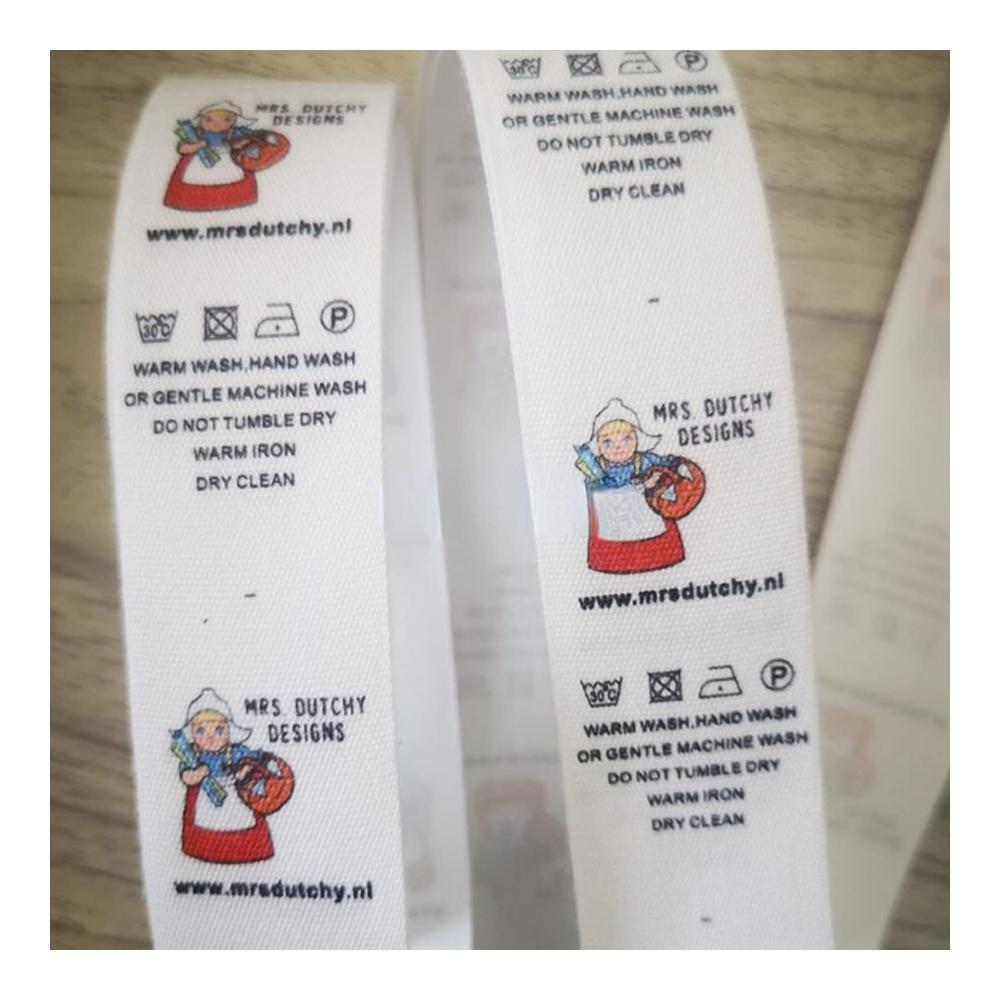 MRS. DUTCHY
DESIGNS
www.mrsdutchy.nl
30°C P
WARM WASH,HAND WASH
OR GENTLE MACHINE WASH
DO NOT TUMBLE DRY
WARM IRON
DRY CLEAN
MRS. DUTCHY
DESIGNS
www.mrsdutchy.nl
30°C P
WARM WASH,HAND WASH
OR GENTLE MACHINE WASH
DO NOT TUMBLE DRY
WARM IRON
DRY CLEAN
MRS. DUTCHY
DESIGNS
www.mrsdutchy.nl
30°C P
WARM WASH,HAND WASH
OR GENTLE MACHINE WASH
DO NOT TUMBLE DRY
WARM IRON
DRY CLEAN